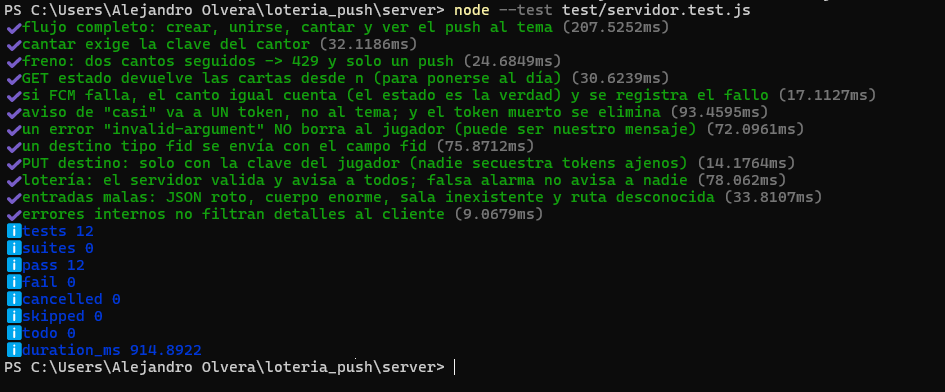 PS C:\Users\Alejandro Olvera\loteria_push\server> node --test test/servidor.test.js
✔flujo completo: crear, unirse, cantar y ver el push al tema (207.5252ms)
✔cantar exige la clave del cantor (32.1186ms)
✔freno: dos cantos seguidos -> 429 y solo un push (24.6849ms)
✔GET estado devuelve las cartas desde n (para ponerse al día) (30.6239ms)
✔si FCM falla, el canto igual cuenta (el estado es la verdad) y se registra el fallo (17.1127ms)
✔aviso de "casi" va a UN token, no al tema; y el token muerto se elimina (93.4595ms)
✔un error "invalid-argument" NO borra al jugador (puede ser nuestro mensaje) (72.0961ms)
✔un destino tipo fid se envía con el campo fid (75.8712ms)
✔PUT destino: solo con la clave del jugador (nadie secuestra tokens ajenos) (14.1764ms)
✔lotería: el servidor valida y avisa a todos; falsa alarma no avisa a nadie (78.062ms)
✔entradas malas: JSON roto, cuerpo enorme, sala inexistente y ruta desconocida (33.8107ms)
✔errores internos no filtran detalles al cliente (9.0679ms)
ℹtests 12
ℹsuites 0
ℹpass 12
ℹfail 0
ℹcancelled 0
ℹskipped 0
ℹtodo 0
ℹduration_ms 914.8922
PS C:\Users\Alejandro Olvera\loteria_push\server>